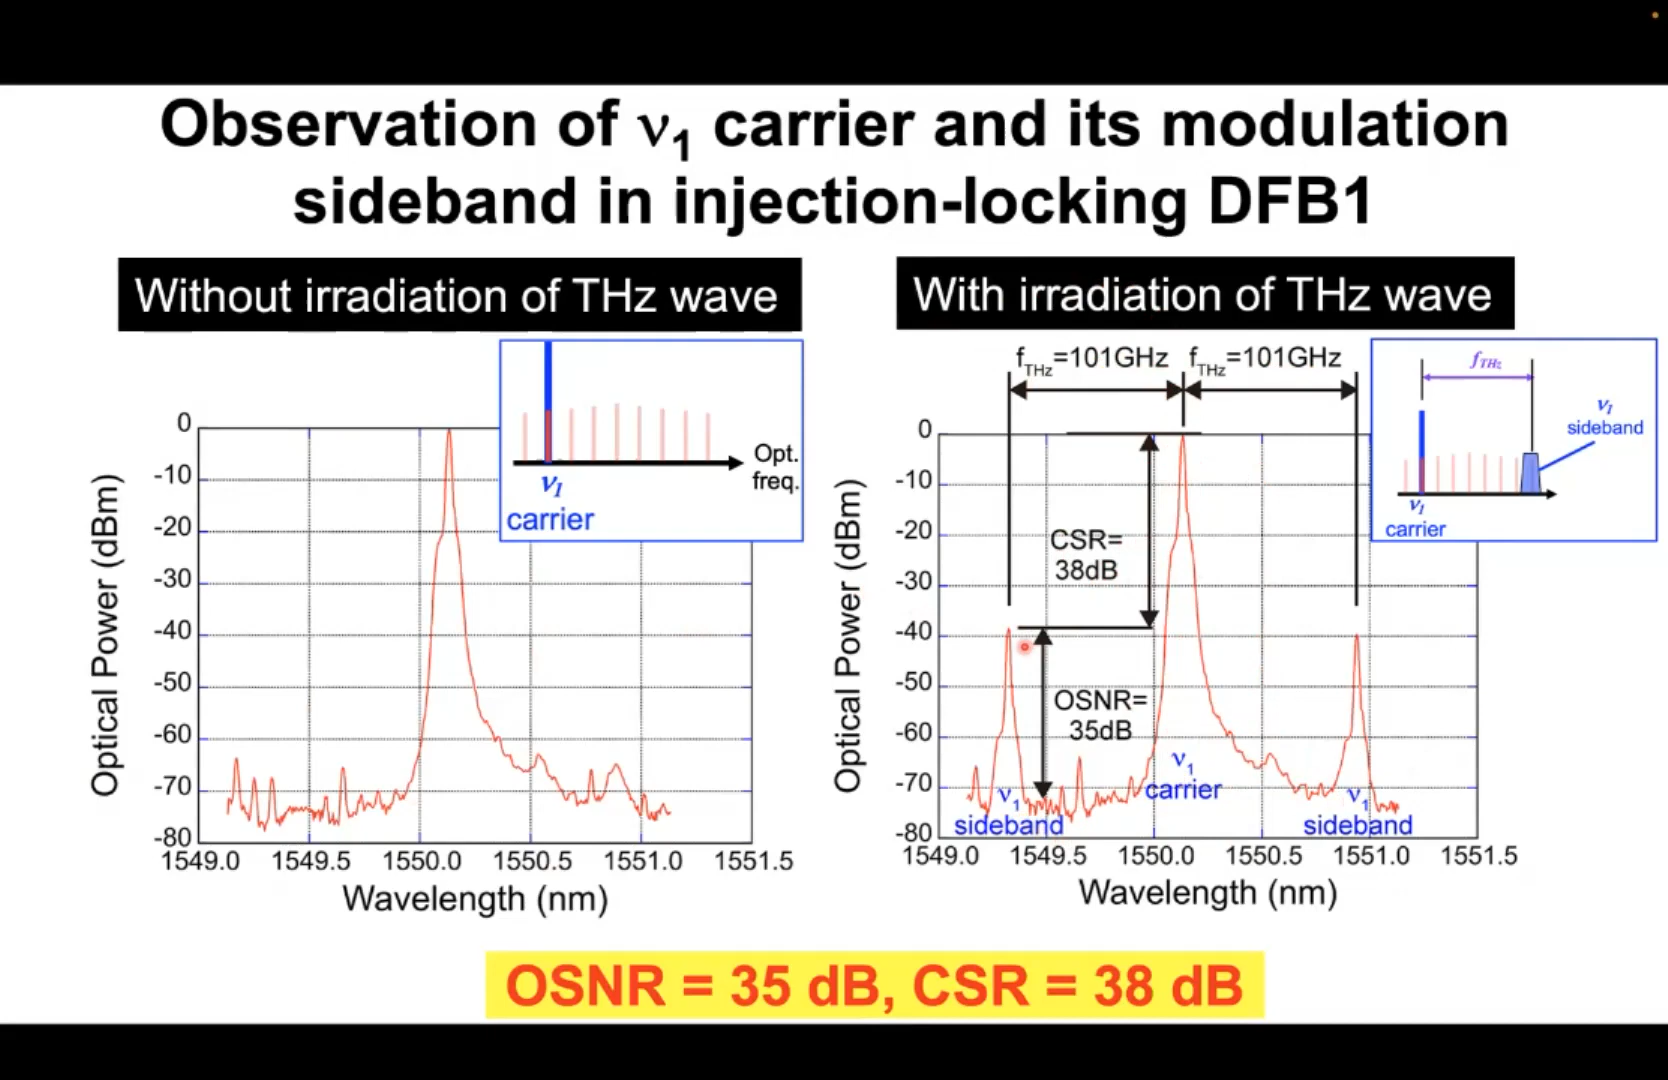 Observation of ν1 carrier and its modulation
sideband in injection-locking DFB1
Without irradiation of THz wave
Opt.
freq.
ν1
carrier
Optical Power (dBm)
0
-10
-20
-30
-40
-50
-60
-70
-80
1549.0 1549.5 1550.0 1550.5 1551.0 1551.5
Wavelength (nm)
With irradiation of THz wave
fTHz=101GHz fTHz=101GHz
fTHz
ν1
sideband
ν1
carrier
Optical Power (dBm)
0
-10
-20
-30
-40
-50
-60
-70
-80
CSR=
38dB
OSNR=
35dB
ν1
sideband
ν1
carrier
ν1
sideband
1549.0 1549.5 1550.0 1550.5 1551.0 1551.5
Wavelength (nm)
OSNR = 35 dB, CSR = 38 dB